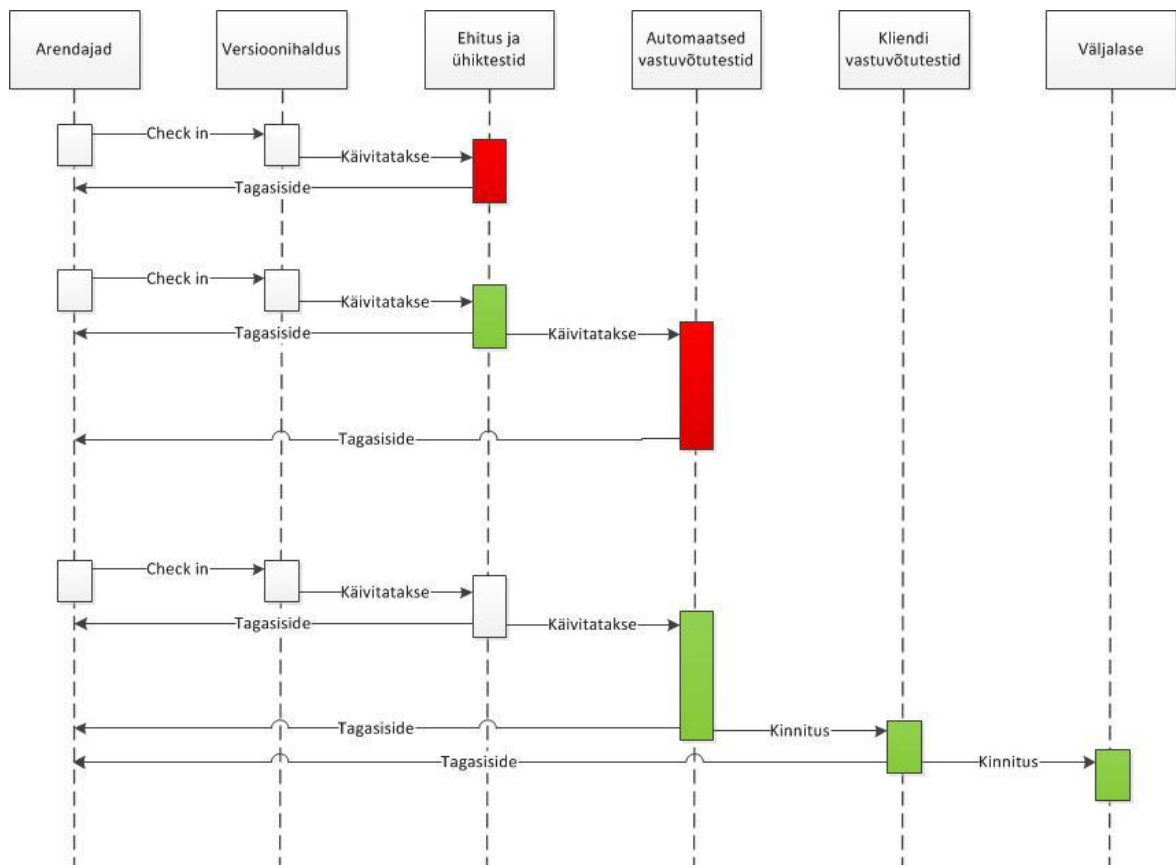 Arendajad
Versioonihaldus
Ehitus ja
ühiktestid
Automaatsed
vastuvõtutestid
Kliendi
vastuvõtutestid
Väljalase
Check in
Käivitatakse
Tagasiside
Check in
Käivitatakse
Tagasiside
Käivitatakse
Tagasiside
Check in
Käivitatakse
Tagasiside
Käivitatakse
Tagasiside
Kinnitus
Tagasiside
Kinnitus